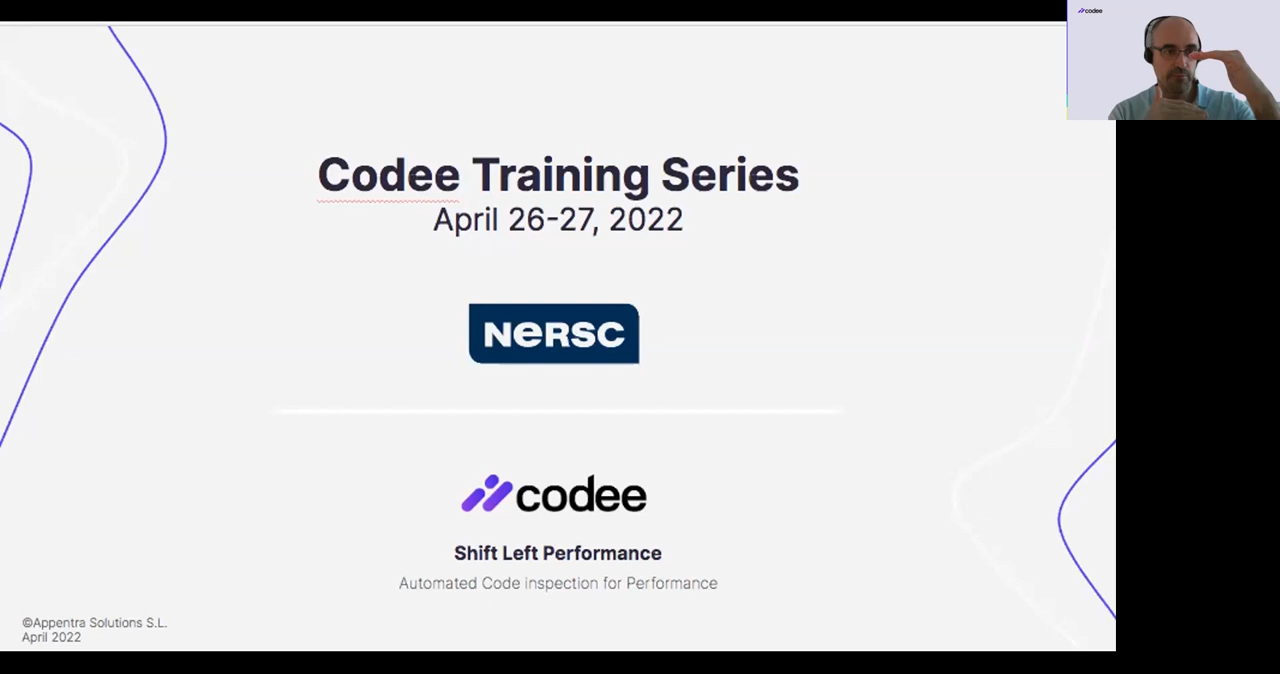 codee
Codee Training Series
April 26-27, 2022
NERSC
codee
Shift Left Performance
Automated Code inspection for Performance
©Appentra Solutions S.L.
April 2022